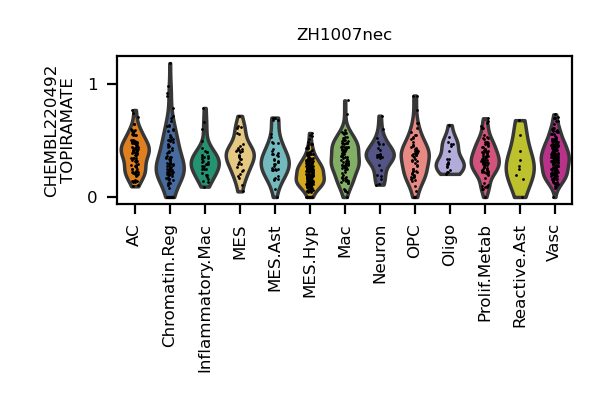 ZH1007nec
CHEMBL220492
TOPIRAMATE
1
0
AC
Chromatin.Reg
Inflammatory.Mac
MES
MES.Ast
MES.Hyp
Mac
Neuron
OPC
Oligo
Prolif.Metab
Reactive.Ast
Vasc